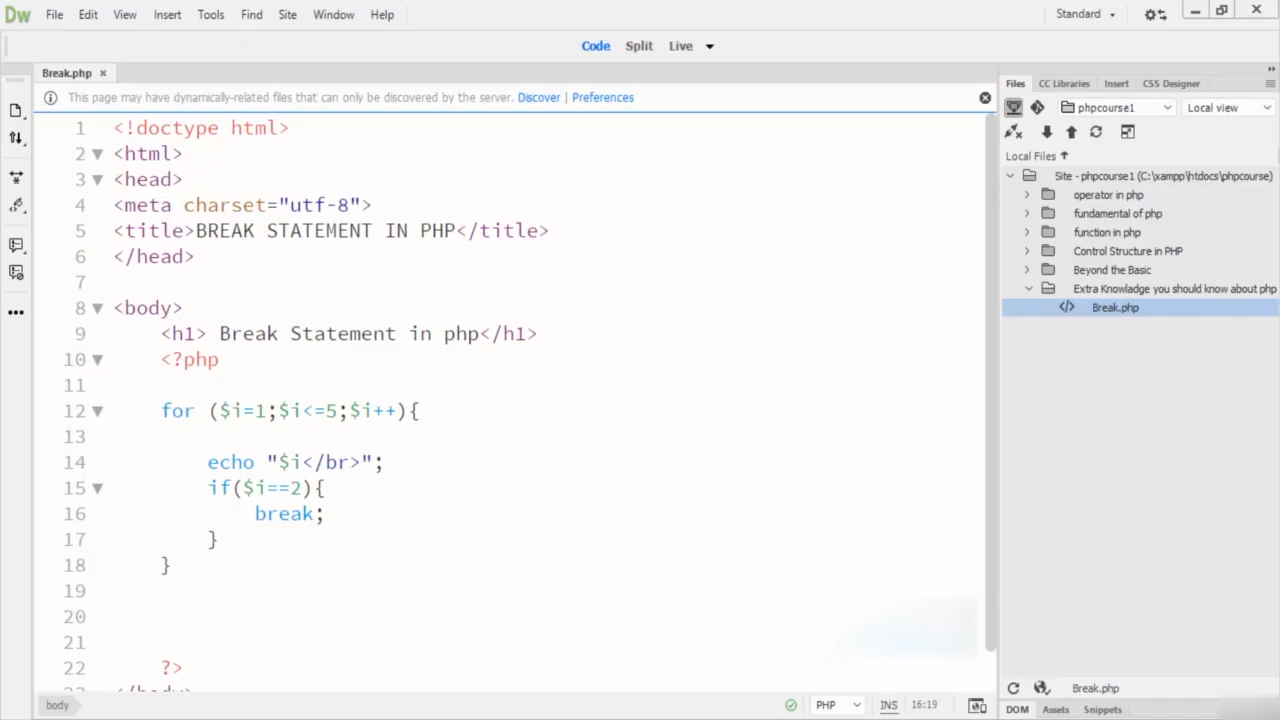 Dw File Edit View Insert Tools Find Site Window Help Standard
Code Split Live
Break.php ×
This page may have dynamically-related files that can only be discovered by the server. Discover | Preferences
1 <!doctype html>
2 <html>
3 <head>
4 <meta charset="utf-8">
5 <title>BREAK STATEMENT IN PHP</title>
6 </head>
7
8 <body>
9 <h1> Break Statement in php</h1>
10 <?php
11
12 for ($i=1;$i<=5;$i++){
13
14 echo "$i</br>";
15 if($i==2){
16 break;
17 }
18 }
19
20
21
22 ?>
23 </body>
body PHP INS 16:19
Files CC Libraries Insert CSS Designer
phpcourse1 Local view
Local Files
Site - phpcourse1 (C:\xampp\htdocs\phpcourse)
operator in php
fundamental of php
function in php
Control Structure in PHP
Beyond the Basic
Extra Knowladge you should know about php
Break.php
Break.php
DOM Assets Snippets